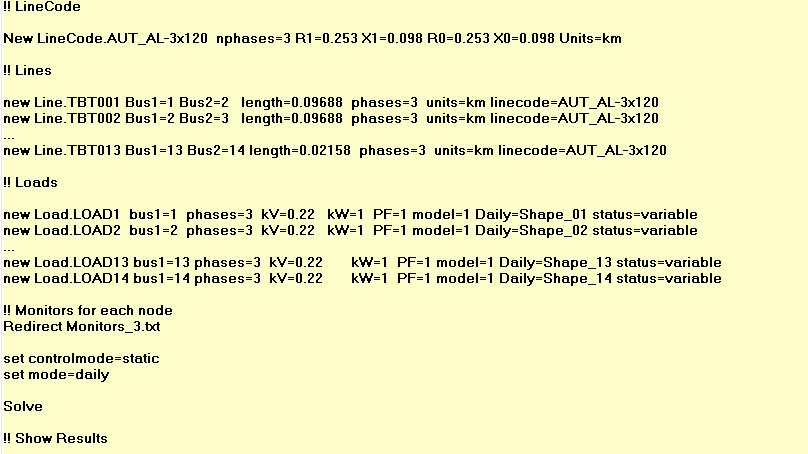 !! LineCode
New LineCode.AUT_AL-3x120 nphases=3 R1=0.253 X1=0.098 R0=0.253 X0=0.098 Units=km
!! Lines
new Line.TBT001 Bus1=1 Bus2=2 length=0.09688 phases=3 units=km linecode=AUT_AL-3x120
new Line.TBT002 Bus1=2 Bus2=3 length=0.09688 phases=3 units=km linecode=AUT_AL-3x120
...
new Line.TBT013 Bus1=13 Bus2=14 length=0.02158 phases=3 units=km linecode=AUT_AL-3x120
!! Loads
new Load.LOAD1 bus1=1 phases=3 kV=0.22 kW=1 PF=1 model=1 Daily=Shape_01 status=variable
new Load.LOAD2 bus1=2 phases=3 kV=0.22 kW=1 PF=1 model=1 Daily=Shape_02 status=variable
...
new Load.LOAD13 bus1=13 phases=3 kV=0.22 kW=1 PF=1 model=1 Daily=Shape_13 status=variable
new Load.LOAD14 bus1=14 phases=3 kV=0.22 kW=1 PF=1 model=1 Daily=Shape_14 status=variable
!! Monitors for each node
Redirect Monitors_3.txt
set controlmode=static
set mode=daily
Solve
!! Show Results